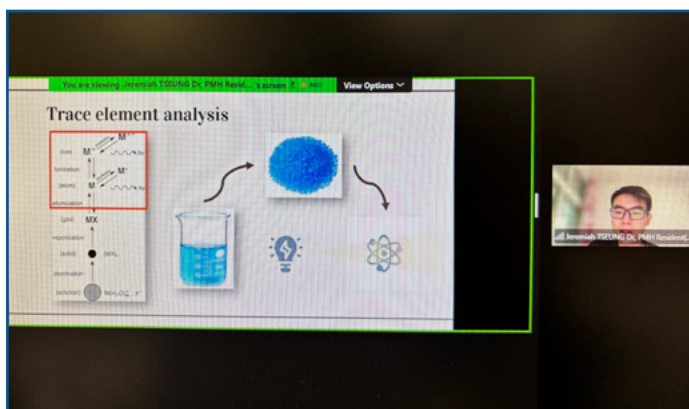 You are viewing Jeremiah TSEUNG Dr, PMH Resid... 's screen
View Options
Trace element analysis
(ion)
ionization
(atom) M
atomization
(gas) MX
vaporization
(solid) (MX)ₙ
desolvation
(solution)
Jeremiah TSEUNG Dr, PMH Resident(